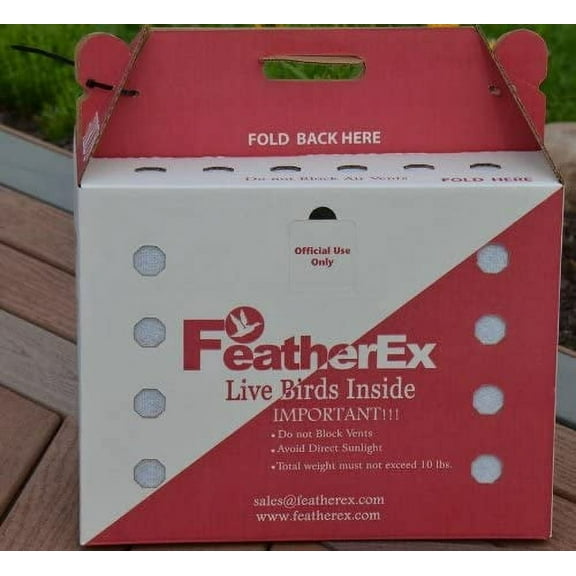 FOLD BACK HERE
Do not Block Air Vents
FOLD HERE
Official Use
Only
FeatherEx
Live Birds Inside
IMPORTANT!!!
• Do not Block Vents
• Avoid Direct Sunlight
• Total weight must not exceed 10 lbs.
sales@featherex.com
www.featherex.com